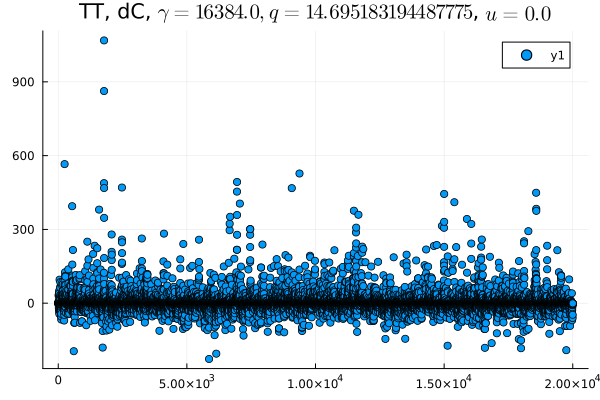 TT, dC, γ = 16384.0, q = 14.695183194487775, u = 0.0
y1
900
600
300
0
0 5.00×10³ 1.00×10⁴ 1.50×10⁴ 2.00×10⁴